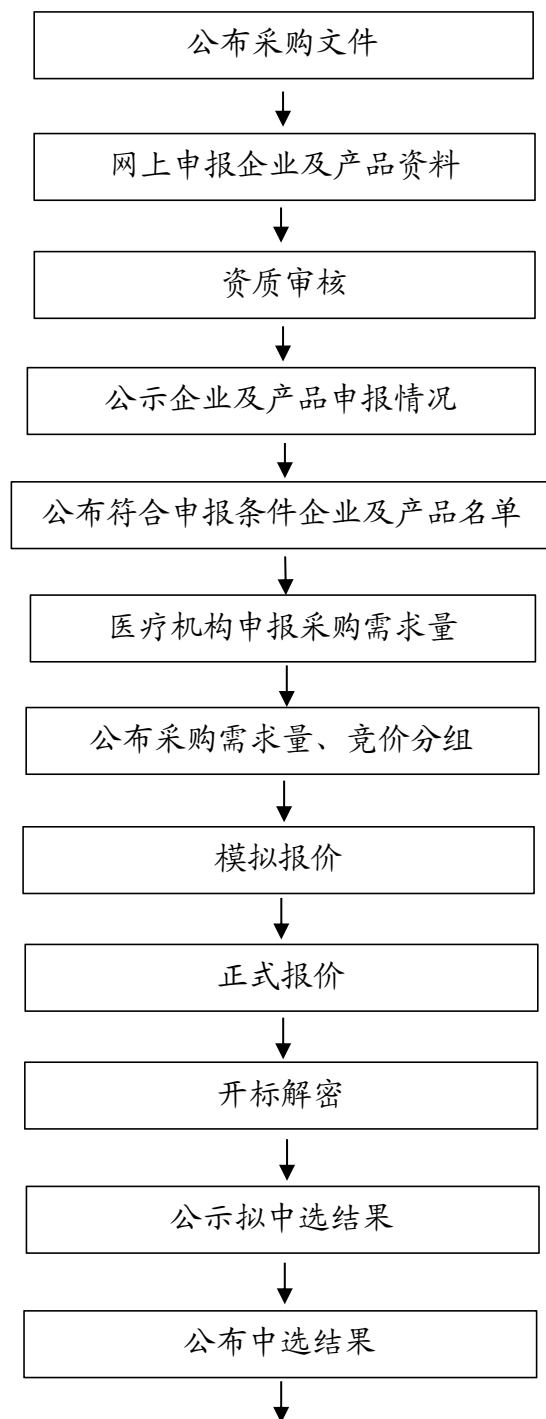 公布采购文件
网上申报企业及产品资料
资质审核
公示企业及产品申报情况
公布符合申报条件企业及产品名单
医疗机构申报采购需求量
公布采购需求量、竞价分组
模拟报价
正式报价
开标解密
公示拟中选结果
公布中选结果